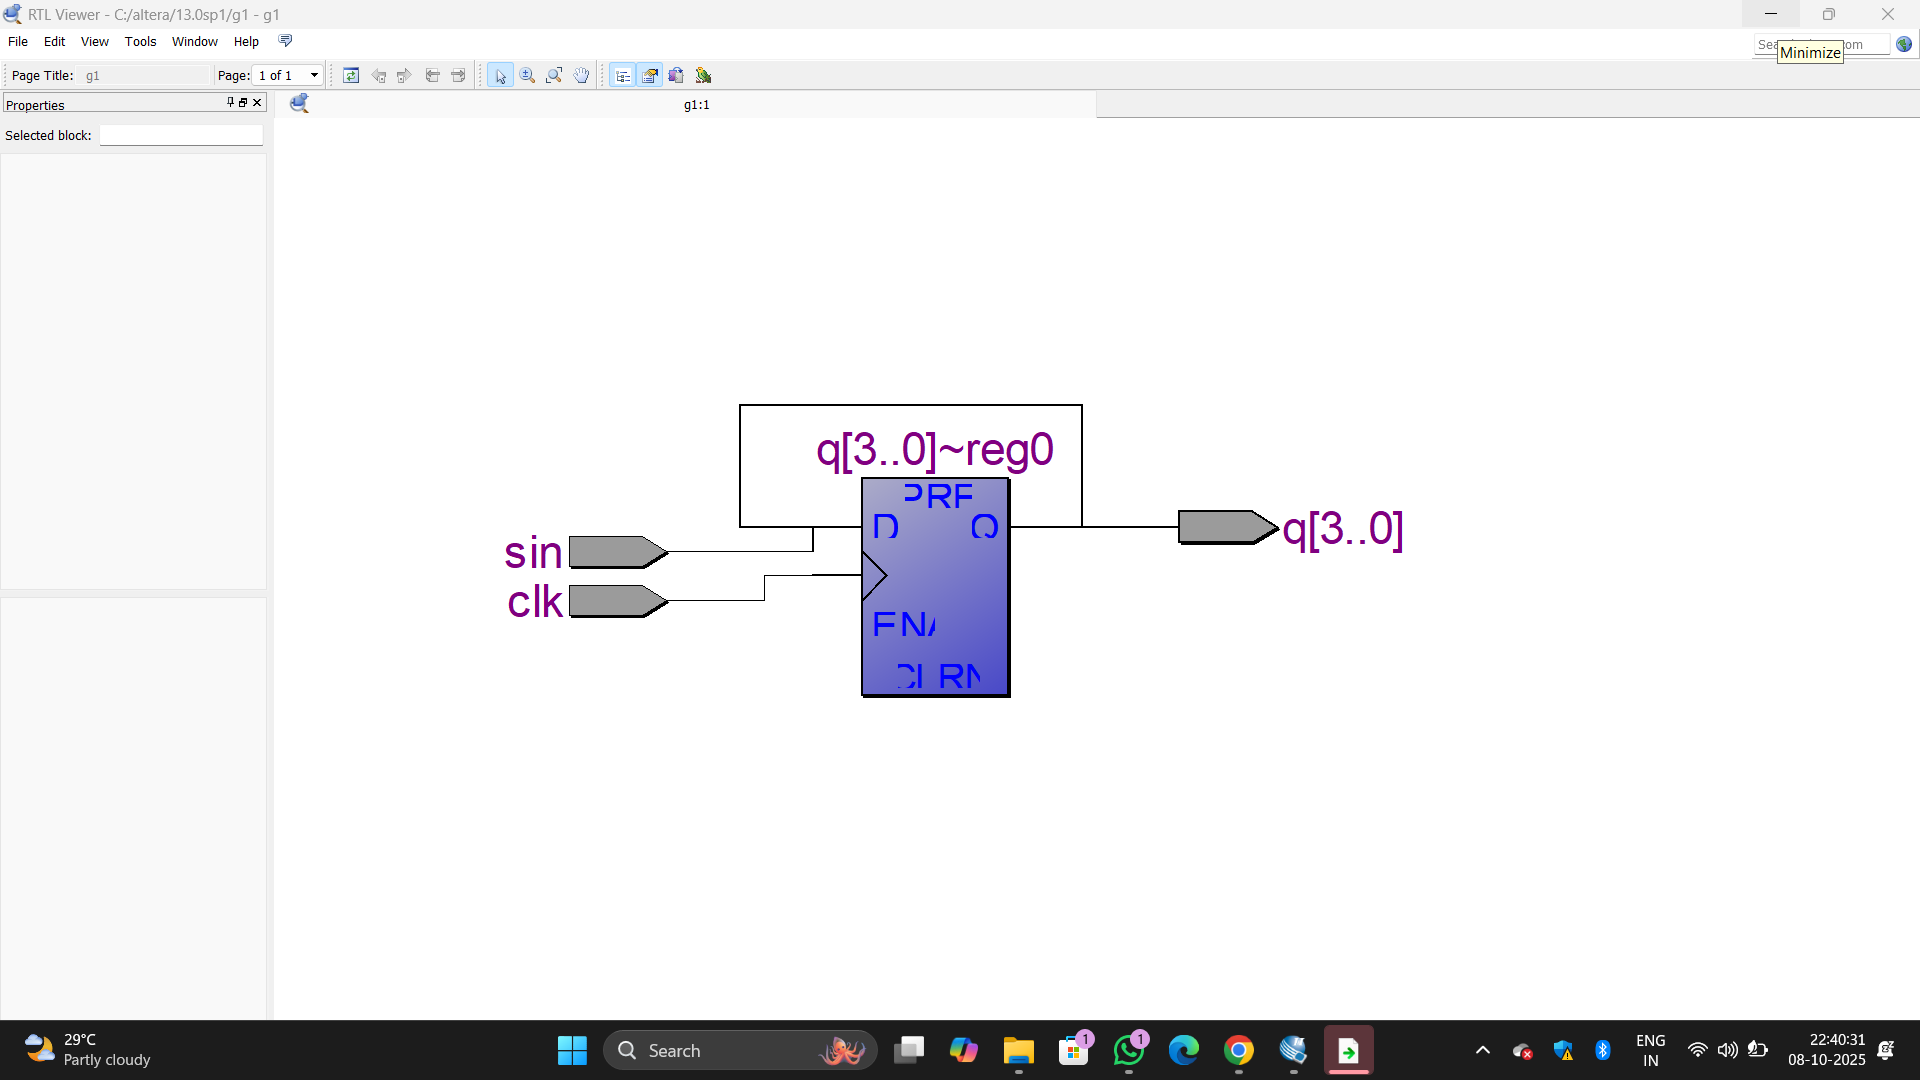 RTL Viewer - C:/altera/13.0sp1/g1 - g1
File Edit View Tools Window Help
Minimize
Page Title: g1 Page: 1 of 1
Properties
g1:1
Selected block:
q[3..0]~reg0
PRE
D Q
sin
q[3..0]
clk
ENA
CLRN
29°C
Partly cloudy
Search
1
1
ENG
IN
22:40:31
08-10-2025